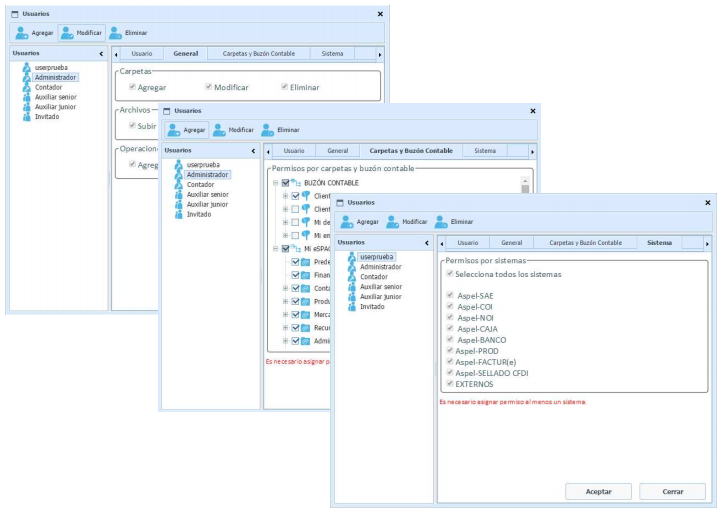 Usuarios
Agregar Modificar Eliminar
Usuarios
userprueba
Administrador
Contador
Auxiliar senior
Auxiliar junior
Invitado
Usuario General Carpetas y Buzón Contable Sistema
Carpetas
Agregar Modificar Eliminar
Archivos
Subir
Operacion
Agreg
Usuarios
Agregar Modificar Eliminar
Usuarios
userprueba
Administrador
Contador
Auxiliar senior
Auxiliar junior
Invitado
Usuario General Carpetas y Buzón Contable Sistema
Permisos por carpetas y buzón contable
BUZÓN CONTABLE
Client
Client
Mi de
Mi en
Mi eSPAC
Prede
Finan
Conta
Produ
Merca
Recur
Admi
Es necesario asignar p
Usuarios
Agregar Modificar Eliminar
Usuarios
userprueba
Administrador
Contador
Auxiliar senior
Auxiliar junior
Invitado
Usuario General Carpetas y Buzón Contable Sistema
Permisos por sistemas
Selecciona todos los sistemas
Aspel-SAE
Aspel-COI
Aspel-NOI
Aspel-CAJA
Aspel-BANCO
Aspel-PROD
Aspel-FACTUR(e)
Aspel-SELLADO CFDI
EXTERNOS
Es necesario asignar permiso al menos un sistema
Aceptar Cerrar